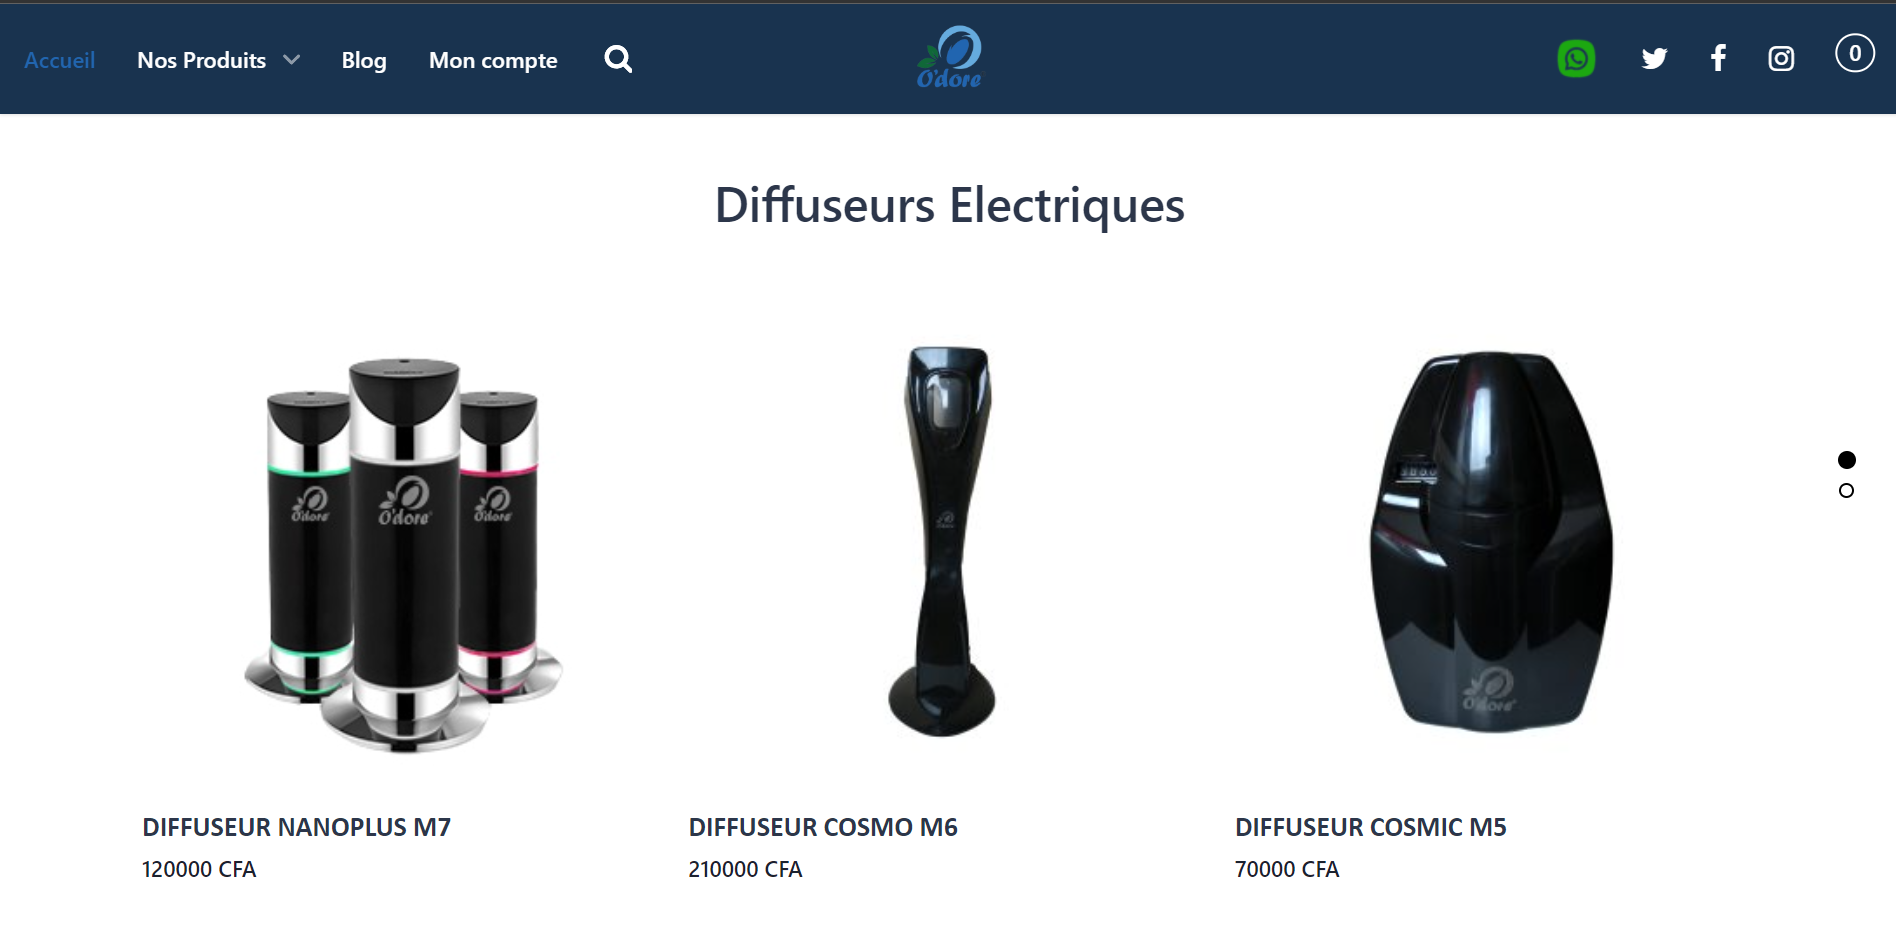 Accueil
Nos Produits
Blog
Mon compte
O'dore
0
Diffuseurs Electriques
O'dore
O'dore
O'dore
O'dore
DIFFUSEUR NANOPLUS M7
120000 CFA
DIFFUSEUR COSMO M6
210000 CFA
DIFFUSEUR COSMIC M5
70000 CFA